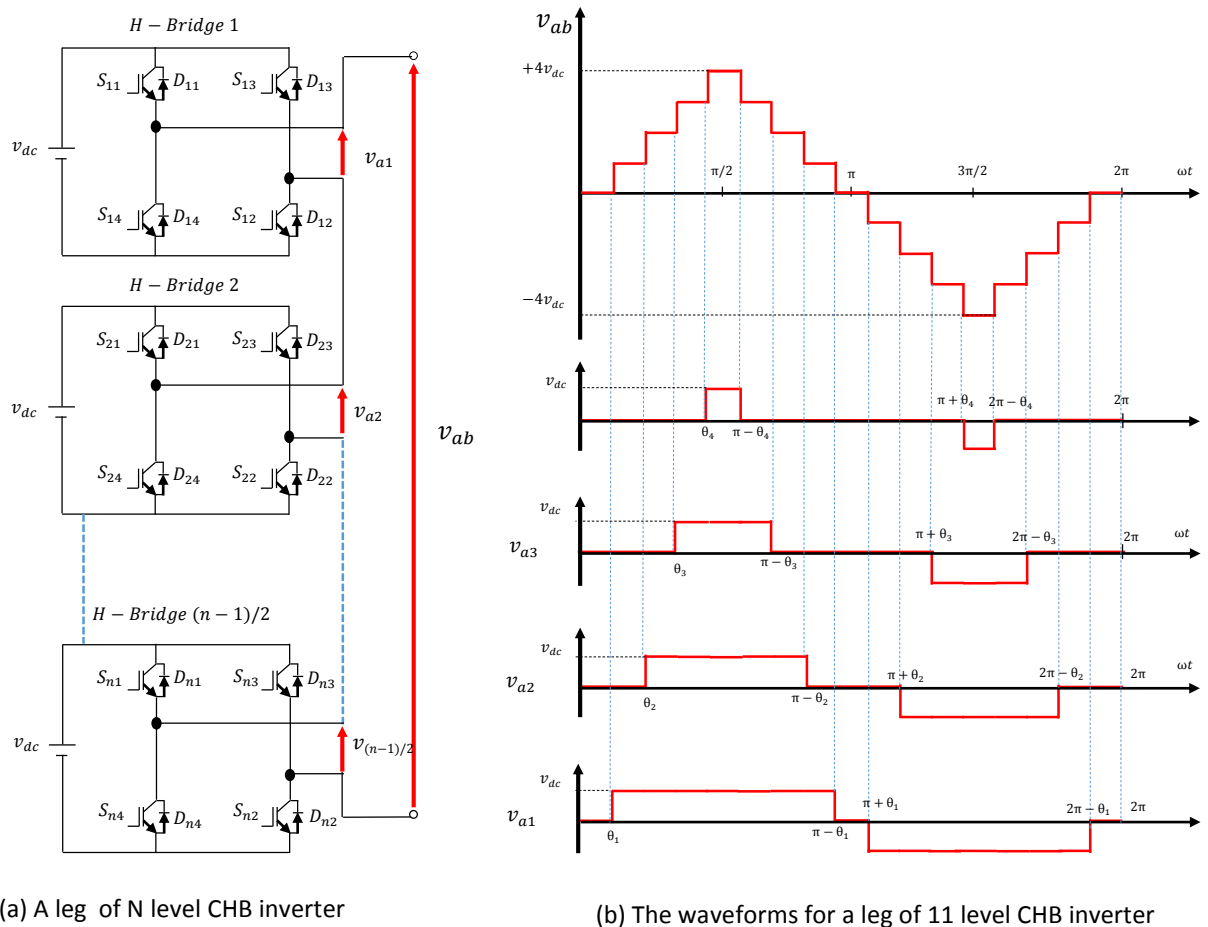 H − Bridge 1
S₁₁ D₁₁ S₁₃ D₁₃
v_dc
v_a1
S₁₄ D₁₄ S₁₂ D₁₂
H − Bridge 2
S₂₁ D₂₁ S₂₃ D₂₃
v_dc
v_a2
v_ab
S₂₄ D₂₄ S₂₂ D₂₂
H − Bridge (n − 1)/2
S_n1 D_n1 S_n3 D_n3
v_dc
v_(n−1)/2
S_n4 D_n4 S_n2 D_n2
(a) A leg of N level CHB inverter
v_ab
+4v_dc
π/2 π 3π/2 2π ωt
−4v_dc
v_dc
π + θ₄ 2π − θ₄ 2π
θ₄ π − θ₄
v_dc
π + θ₃ 2π − θ₃ 2π ωt
v_a3
θ₃ π − θ₃
v_dc
ωt
v_a2
π + θ₂ 2π − θ₂ 2π
θ₂ π − θ₂
v_dc
π + θ₁ 2π − θ₁ 2π
v_a1
θ₁ π − θ₁
(b) The waveforms for a leg of 11 level CHB inverter